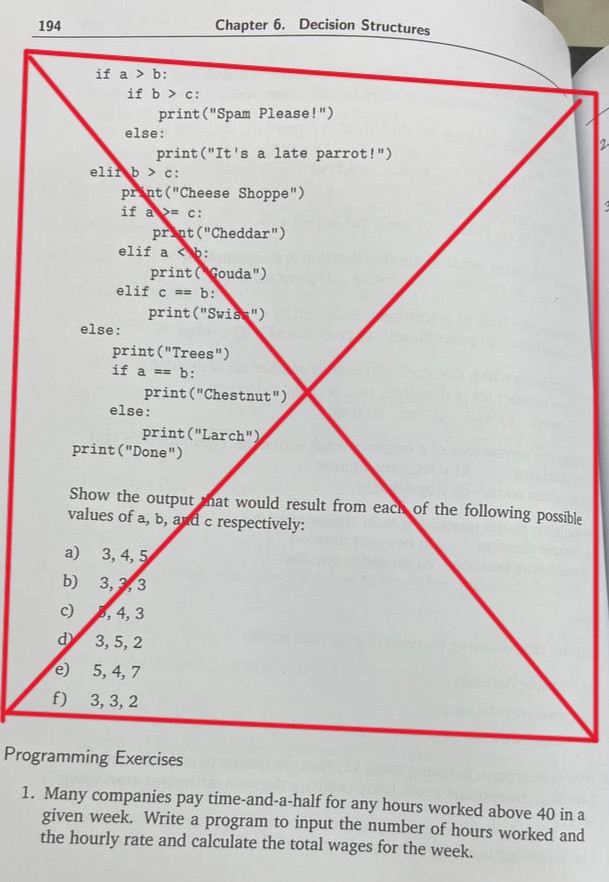 194 Chapter 6. Decision Structures
if a > b:
if b > c:
print("Spam Please!")
else:
print("It's a late parrot!")
elif b > c:
print("Cheese Shoppe")
if a >= c:
print("Cheddar")
elif a < b:
print("Gouda")
elif c == b:
print("Swiss")
else:
print("Trees")
if a == b:
print("Chestnut")
else:
print("Larch")
print("Done")
Show the output that would result from each of the following possible
values of a, b, and c respectively:
a) 3, 4, 5
b) 3, 3, 3
c) 5, 4, 3
d) 3, 5, 2
e) 5, 4, 7
f) 3, 3, 2
Programming Exercises
1. Many companies pay time-and-a-half for any hours worked above 40 in a
given week. Write a program to input the number of hours worked and
the hourly rate and calculate the total wages for the week.